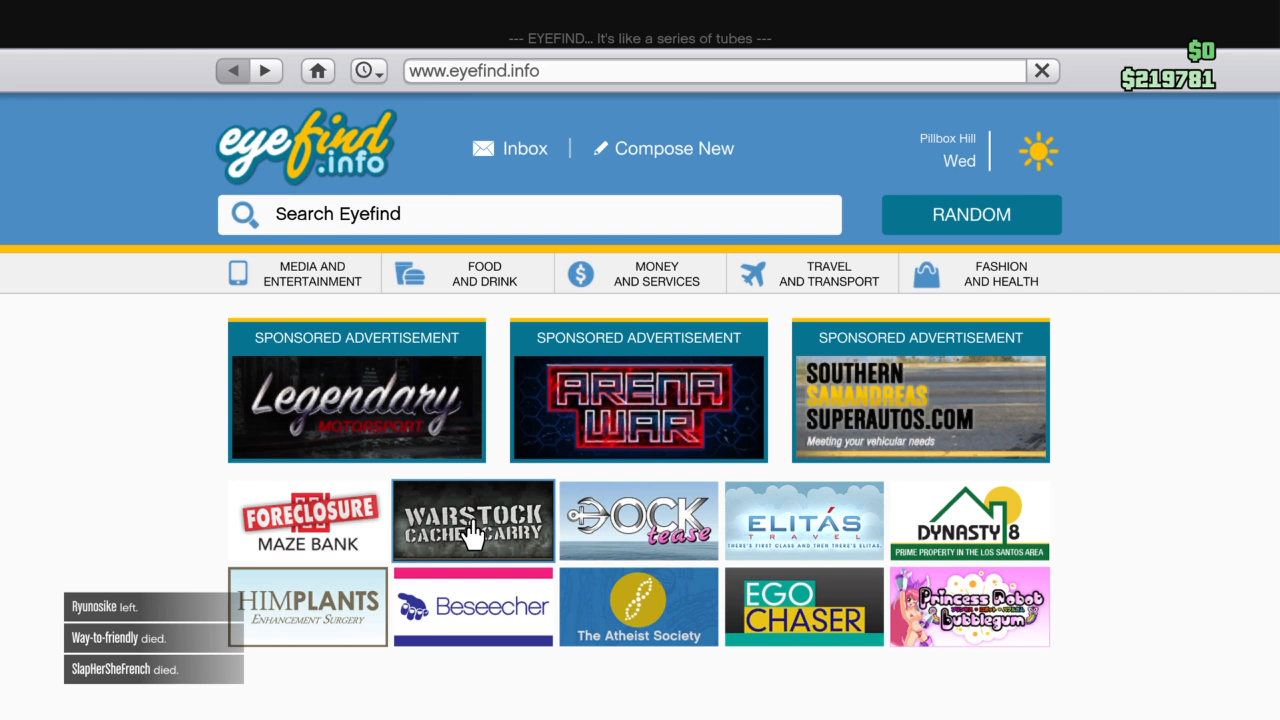 --- EYEFIND... It's like a series of tubes ---
$0
www.eyefind.info
$219781
eyefind
.info
Inbox
Compose New
Pillbox Hill
Wed
Search Eyefind
RANDOM
MEDIA AND
ENTERTAINMENT
FOOD
AND DRINK
MONEY
AND SERVICES
TRAVEL
AND TRANSPORT
FASHION
AND HEALTH
SPONSORED ADVERTISEMENT
Legendary
MOTORSPORT
SPONSORED ADVERTISEMENT
ARENA
WAR
SPONSORED ADVERTISEMENT
SOUTHERN
SANANDREAS
SUPERAUTOS.COM
Meeting your vehicular needs
FORECLOSURE
MAZE BANK
WARSTOCK
CACHE CARRY
DOCK
tease
ELITÁS
TRAVEL
THERE'S FIRST CLASS AND THEN THERE'S ELITAS.
DYNASTY 8
PRIME PROPERTY IN THE LOS SANTOS AREA
HIMPLANTS
ENHANCEMENT SURGERY
Beseecher
The Atheist Society
EGO
CHASER
Princess Robot
Bubblegum
Ryunosike left.
Way-to-friendly died.
SlapHerSheFrench died.